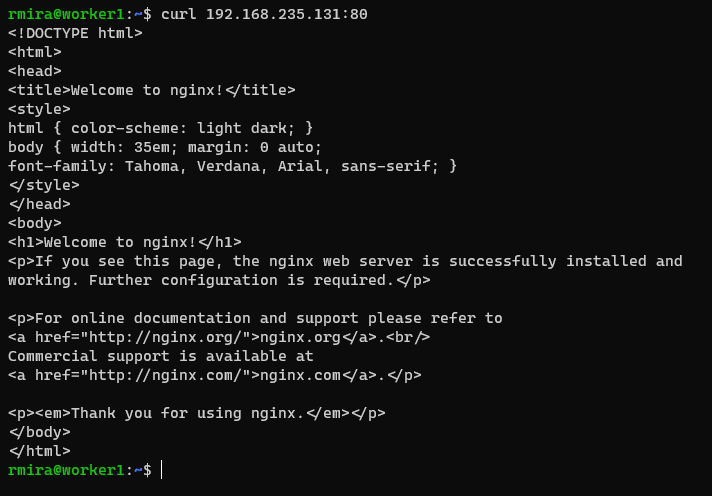 rmira@worker1:~$ curl 192.168.235.131:80
<!DOCTYPE html>
<html>
<head>
<title>Welcome to nginx!</title>
<style>
html { color-scheme: light dark; }
body { width: 35em; margin: 0 auto;
font-family: Tahoma, Verdana, Arial, sans-serif; }
</style>
</head>
<body>
<h1>Welcome to nginx!</h1>
<p>If you see this page, the nginx web server is successfully installed and
working. Further configuration is required.</p>

<p>For online documentation and support please refer to
<a href="http://nginx.org/">nginx.org</a>.<br/>
Commercial support is available at
<a href="http://nginx.com/">nginx.com</a>.</p>

<p><em>Thank you for using nginx.</em></p>
</body>
</html>
rmira@worker1:~$